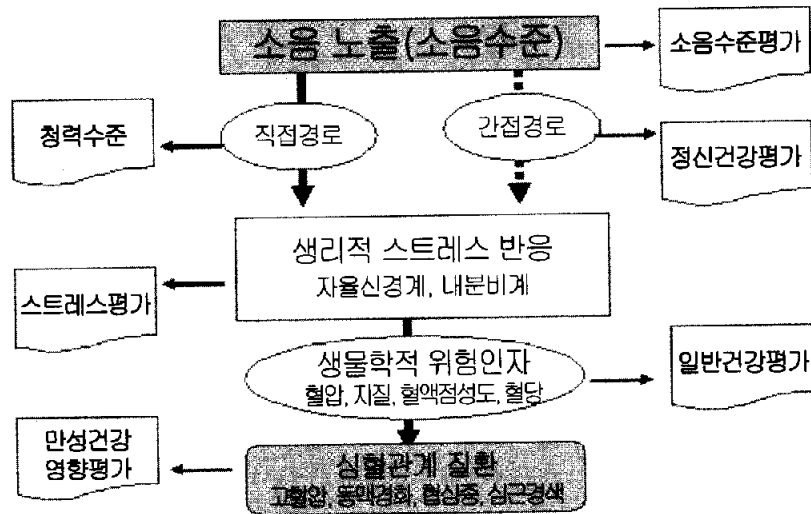 소음 노출(소음수준)
소음수준평가
청력수준
직접경로
간접경로
정신건강평가
생리적 스트레스 반응
자율신경계, 내분비계
스트레스평가
생물학적 위험인자
혈압, 지질, 혈액점성도, 혈당
일반건강평가
만성건강
영향평가
심혈관계 질환
고혈압, 동맥경화, 협심증, 심근경색